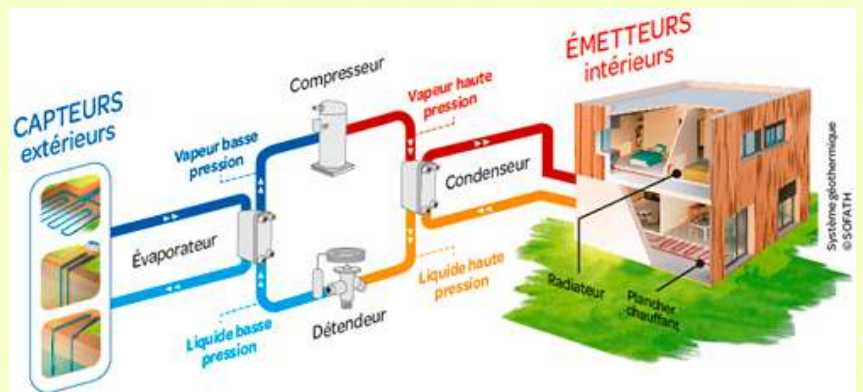 CAPTEURS
extérieurs
Compresseur
Vapeur basse
pression
Vapeur haute
pression
ÉMETTEURS
intérieurs
Évaporateur
Condenseur
Liquide basse
pression
Détendeur
Liquide haute
pression
Radiateur
Plancher
chauffant
Système géothermique
©SOFATH